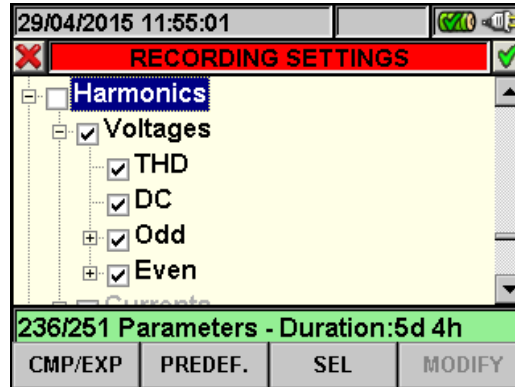 29/04/2015 11:55:01
RECORDING SETTINGS
Harmonics
Voltages
THD
DC
Odd
Even
Currents
236/251 Parameters - Duration:5d 4h
CMP/EXP PREDEF. SEL MODIFY